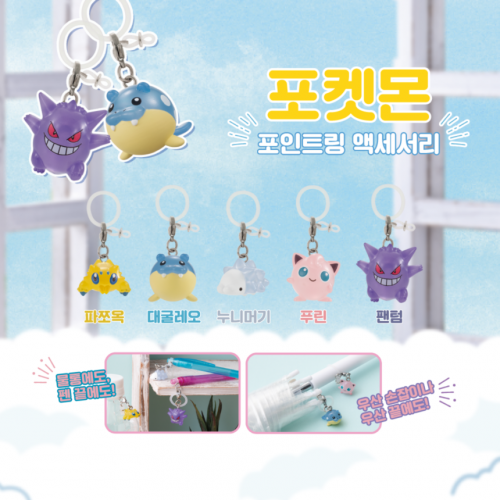 포켓몬
포인트링 액세서리
파쪼옥
대굴레오
누니머기
푸린
팬텀
물통에도,
펜 끝에도!
우산 손잡이나
우산 끝에도!